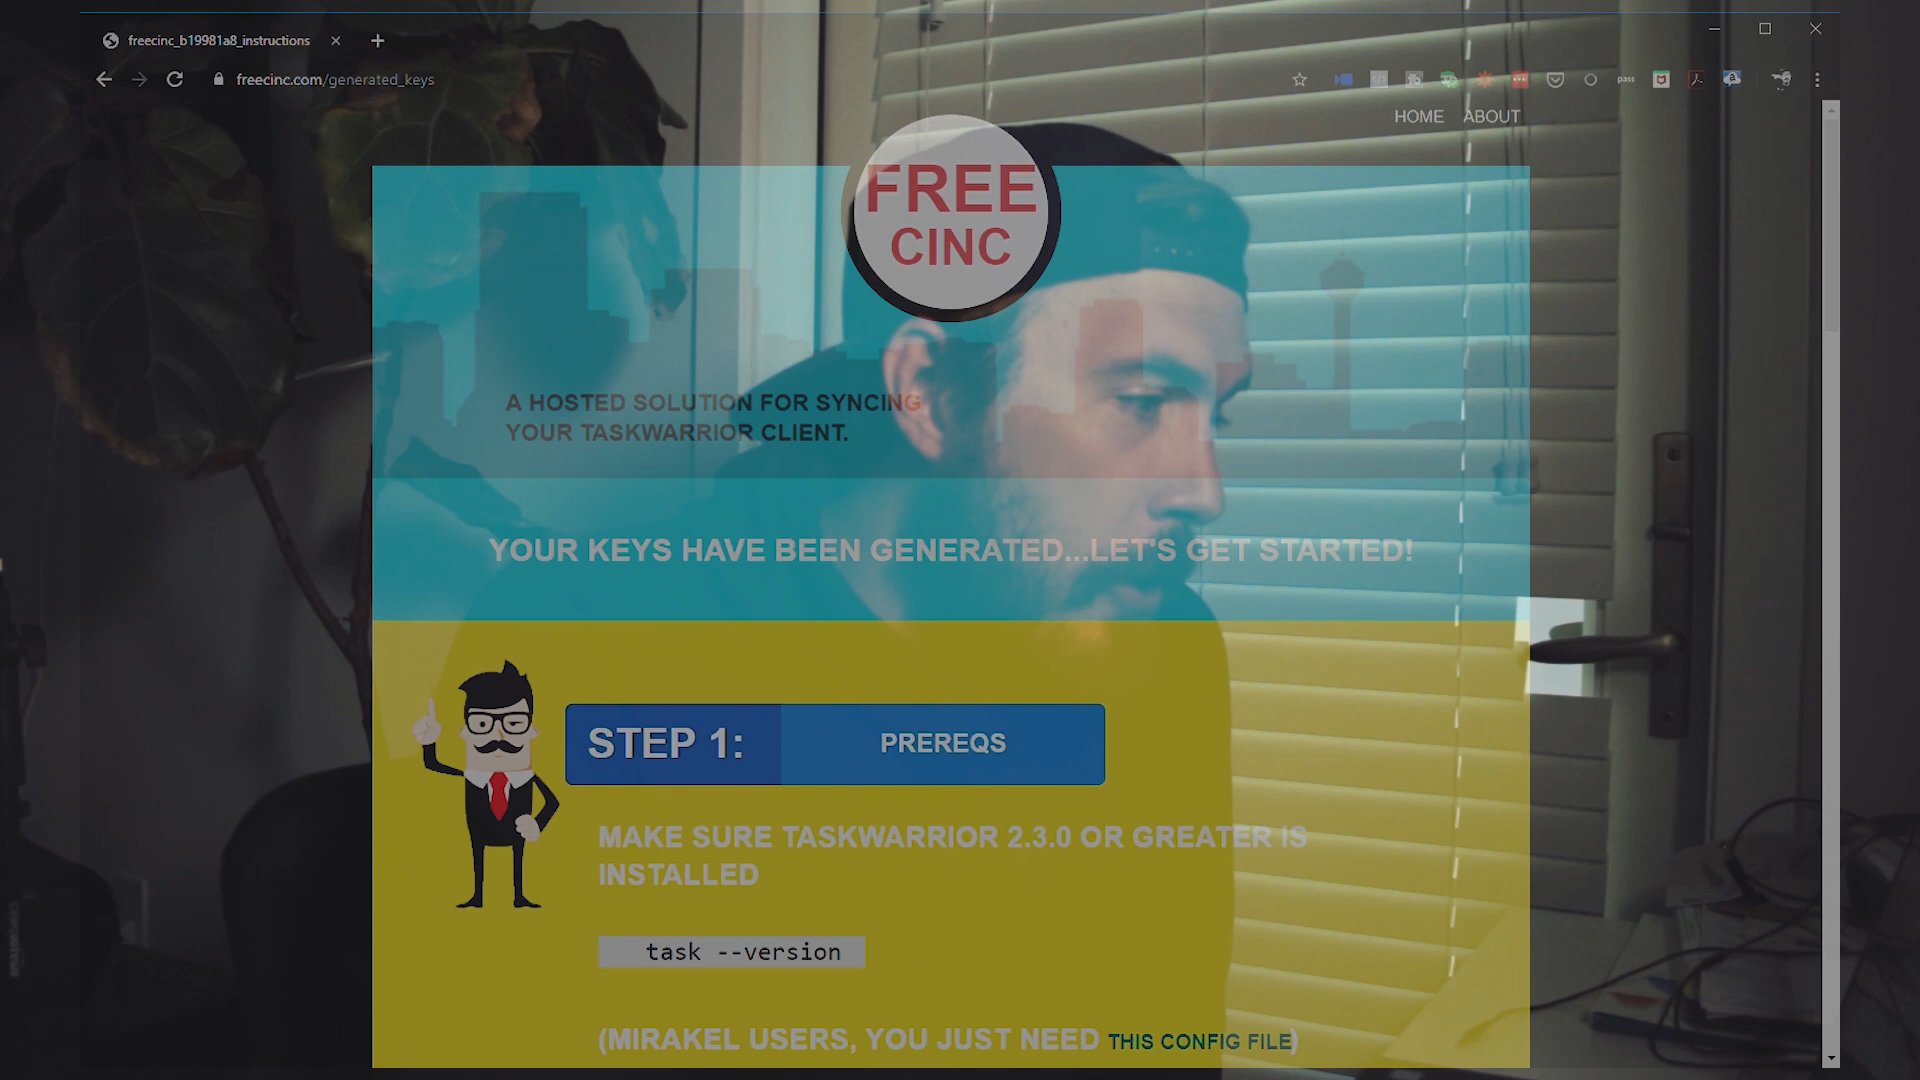 freecinc_b19981a8_instructions
freecinc.com/generated_keys
pass
HOME ABOUT
FREE
CINC
A HOSTED SOLUTION FOR SYNCING
YOUR TASKWARRIOR CLIENT.
YOUR KEYS HAVE BEEN GENERATED...LET'S GET STARTED!
STEP 1: PREREQS
MAKE SURE TASKWARRIOR 2.3.0 OR GREATER IS
INSTALLED
task --version
(MIRAKEL USERS, YOU JUST NEED THIS CONFIG FILE)